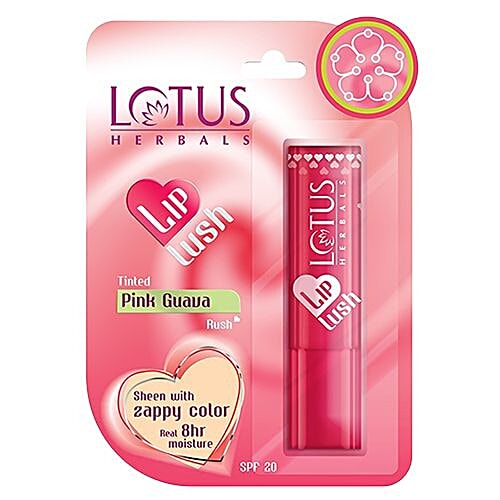 LOTUS
HERBALS
LIP
lush
Tinted
Pink Guava
Rush
Sheen with
zappy color
Real 8hr
moisture
SPF 20
LOTUS
HERBALS
LIP
lush